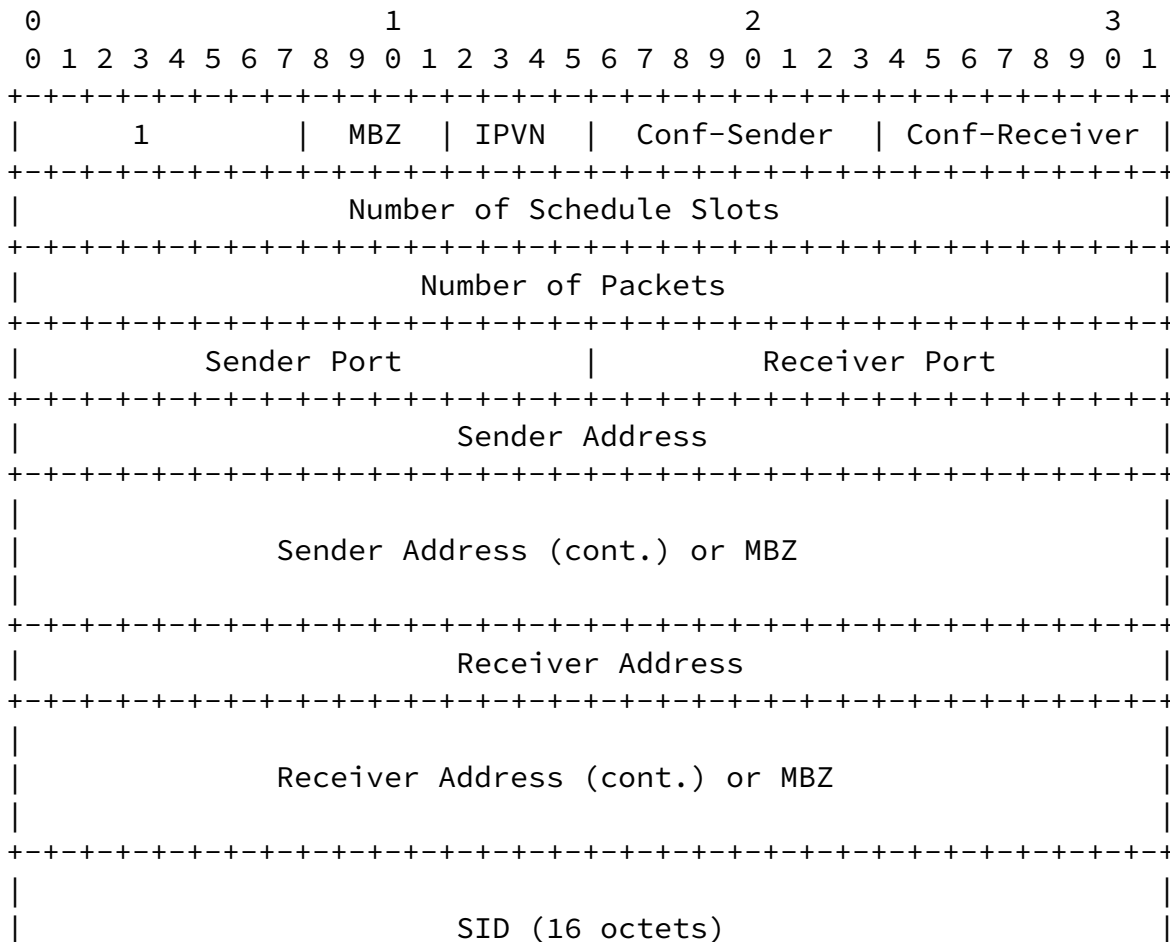 0                   1                   2                   3
0 1 2 3 4 5 6 7 8 9 0 1 2 3 4 5 6 7 8 9 0 1 2 3 4 5 6 7 8 9 0 1
+-+-+-+-+-+-+-+-+-+-+-+-+-+-+-+-+-+-+-+-+-+-+-+-+-+-+-+-+-+-+-+-+
|      1        |  MBZ  | IPVN  |  Conf-Sender  | Conf-Receiver |
+-+-+-+-+-+-+-+-+-+-+-+-+-+-+-+-+-+-+-+-+-+-+-+-+-+-+-+-+-+-+-+-+
|                  Number of Schedule Slots                     |
+-+-+-+-+-+-+-+-+-+-+-+-+-+-+-+-+-+-+-+-+-+-+-+-+-+-+-+-+-+-+-+-+
|                      Number of Packets                        |
+-+-+-+-+-+-+-+-+-+-+-+-+-+-+-+-+-+-+-+-+-+-+-+-+-+-+-+-+-+-+-+-+
|          Sender Port          |         Receiver Port         |
+-+-+-+-+-+-+-+-+-+-+-+-+-+-+-+-+-+-+-+-+-+-+-+-+-+-+-+-+-+-+-+-+
|                        Sender Address                         |
+-+-+-+-+-+-+-+-+-+-+-+-+-+-+-+-+-+-+-+-+-+-+-+-+-+-+-+-+-+-+-+-+
|                                                               |
|              Sender Address (cont.) or MBZ                    |
|                                                               |
+-+-+-+-+-+-+-+-+-+-+-+-+-+-+-+-+-+-+-+-+-+-+-+-+-+-+-+-+-+-+-+-+
|                        Receiver Address                       |
+-+-+-+-+-+-+-+-+-+-+-+-+-+-+-+-+-+-+-+-+-+-+-+-+-+-+-+-+-+-+-+-+
|                                                               |
|              Receiver Address (cont.) or MBZ                  |
|                                                               |
+-+-+-+-+-+-+-+-+-+-+-+-+-+-+-+-+-+-+-+-+-+-+-+-+-+-+-+-+-+-+-+-+
|                                                               |
|                        SID (16 octets)                        |